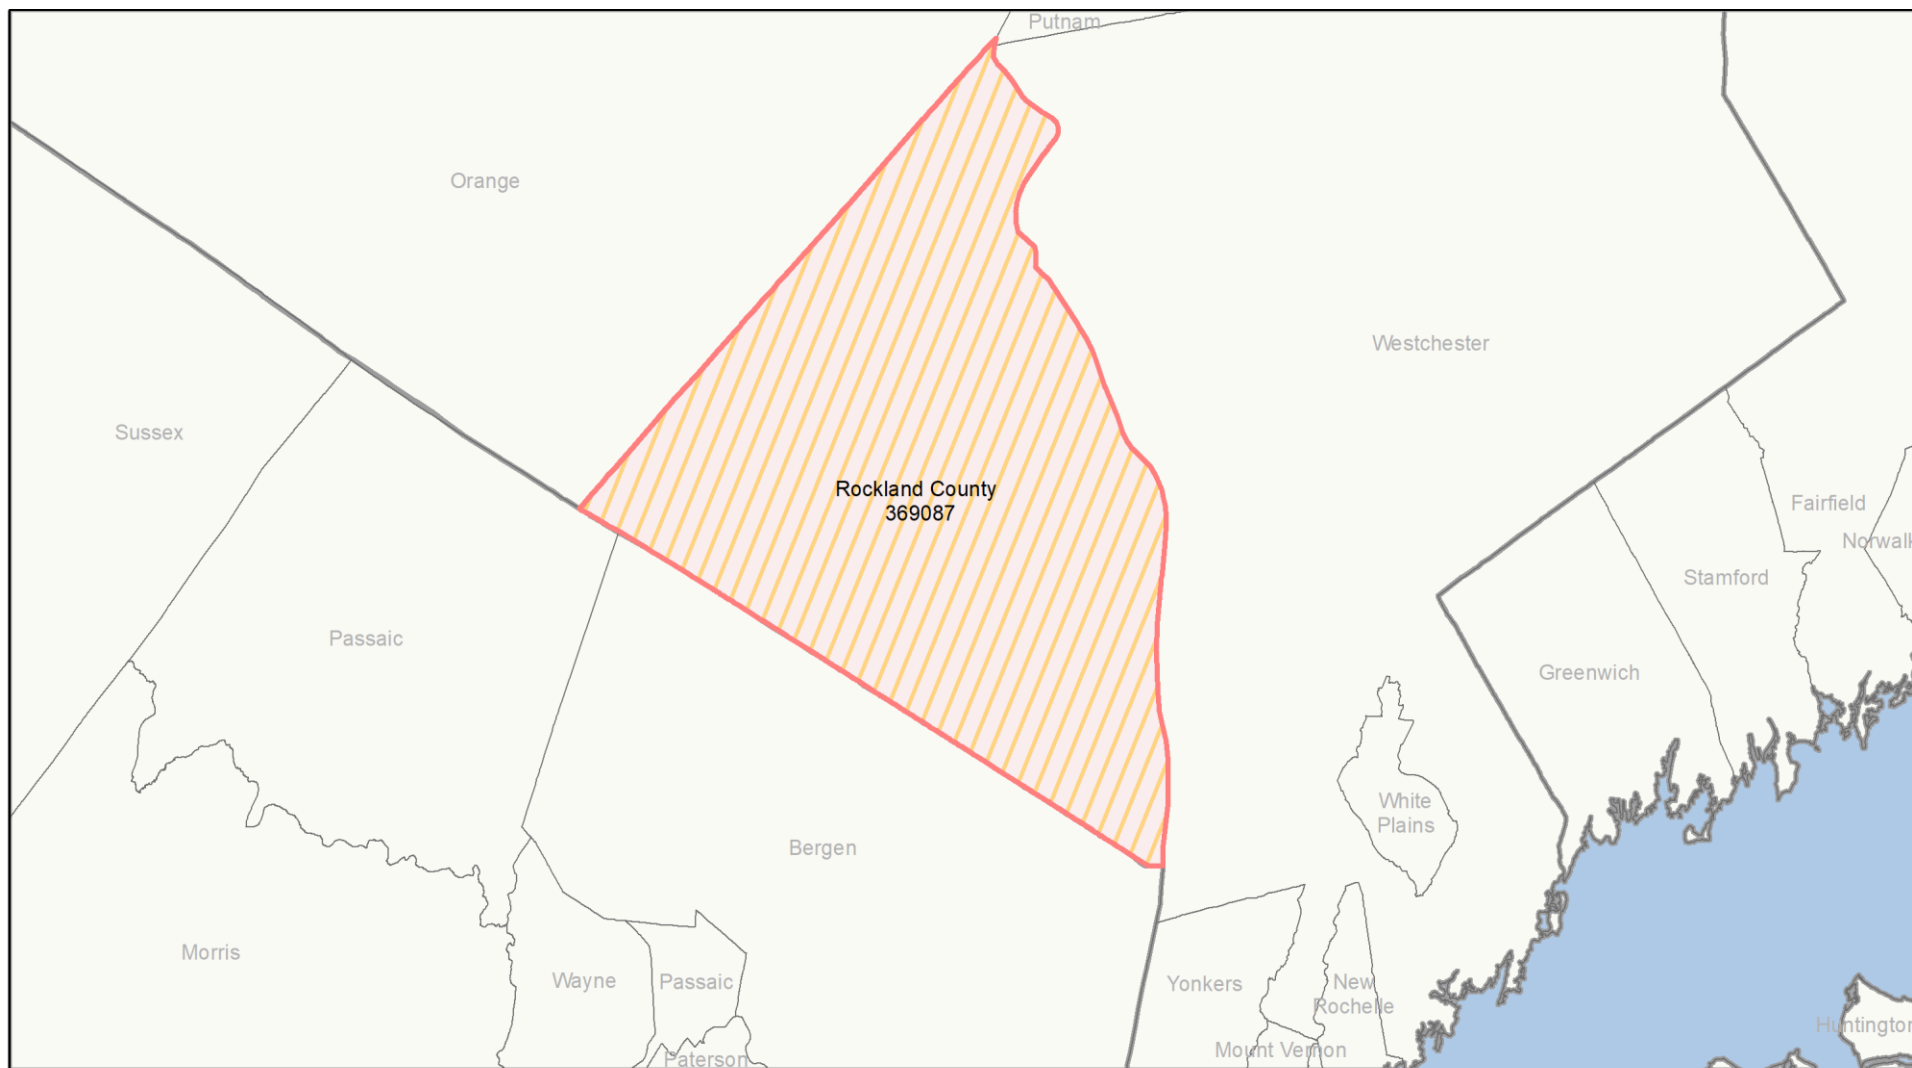 Putnam
Orange
Westchester
Sussex
Rockland County
369087
Fairfield
Norwalk
Stamford
Passaic
Greenwich
White
Plains
Bergen
Morris
Wayne
Passaic
Yonkers
New
Rochelle
Huntington
Mount Vernon
Paterson